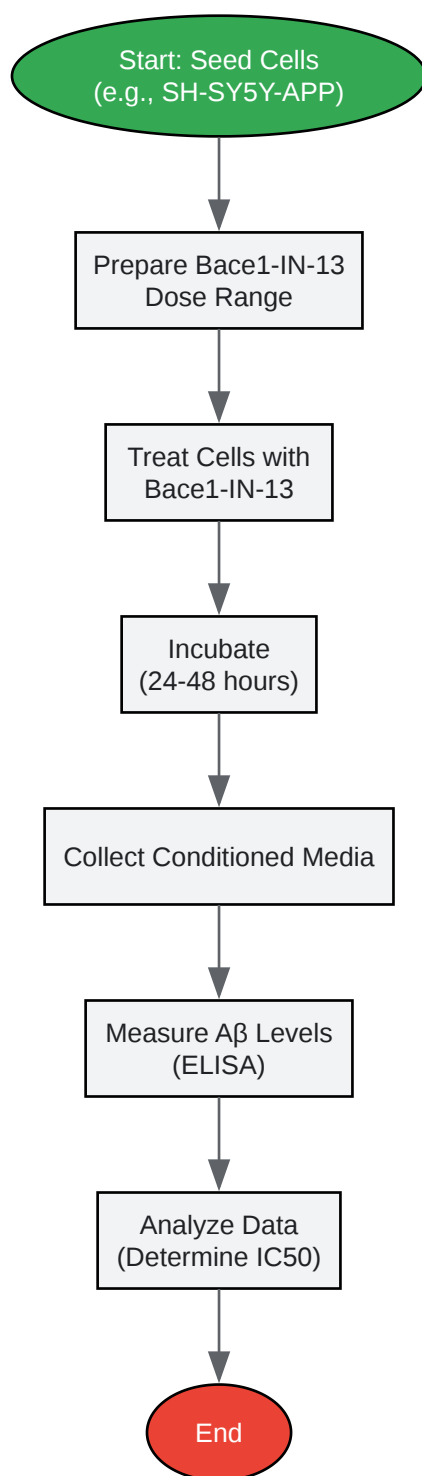 Start: Seed Cells
(e.g., SH-SY5Y-APP)
Prepare Bace1-IN-13
Dose Range
Treat Cells with
Bace1-IN-13
Incubate
(24-48 hours)
Collect Conditioned Media
Measure Aβ Levels
(ELISA)
Analyze Data
(Determine IC50)
End